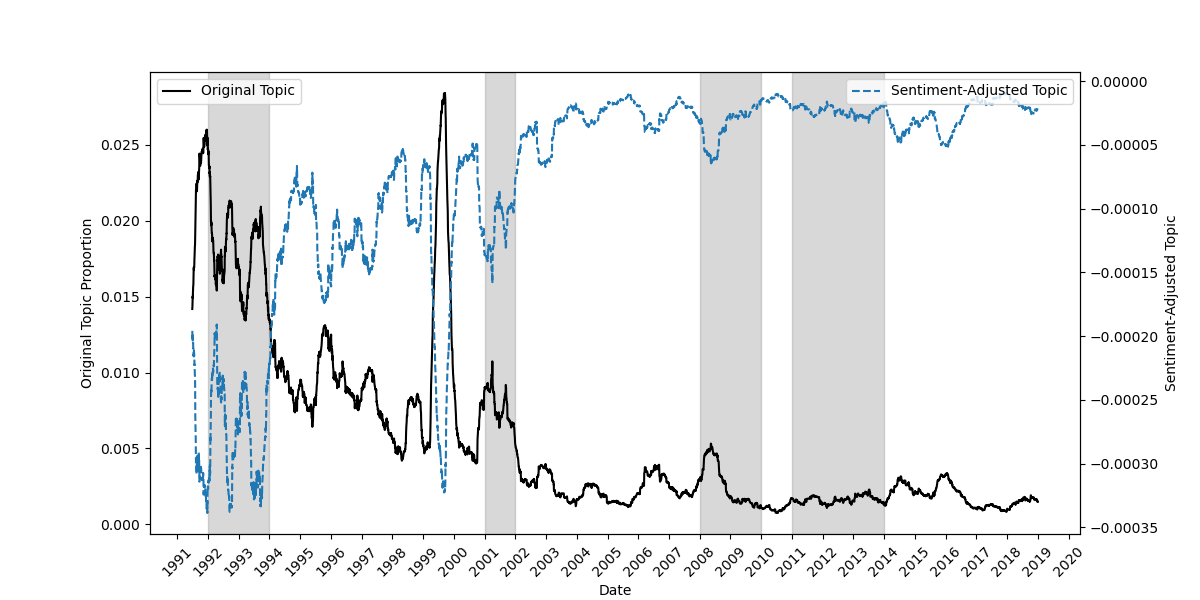 Original Topic
Sentiment-Adjusted Topic
Original Topic Proportion
0.025
0.020
0.015
0.010
0.005
0.000
0.00000
−0.00005
−0.00010
−0.00015
−0.00020
−0.00025
−0.00030
−0.00035
Sentiment-Adjusted Topic
1991 1992 1993 1994 1995 1996 1997 1998 1999 2000 2001 2002 2003 2004 2005 2006 2007 2008 2009 2010 2011 2012 2013 2014 2015 2016 2017 2018 2019 2020
Date